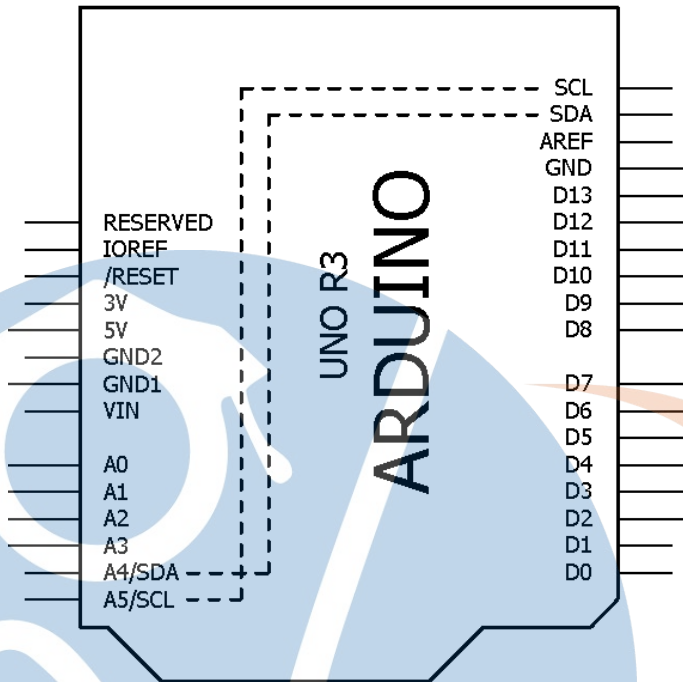 SCL
SDA
AREF
GND
D13
RESERVED D12
IOREF D11
/RESET D10
3V D9
5V D8
GND2
GND1 D7
VIN D6
D5
A0 D4
A1 D3
A2 D2
A3 D1
A4/SDA D0
A5/SCL
UNO R3
ARDUINO